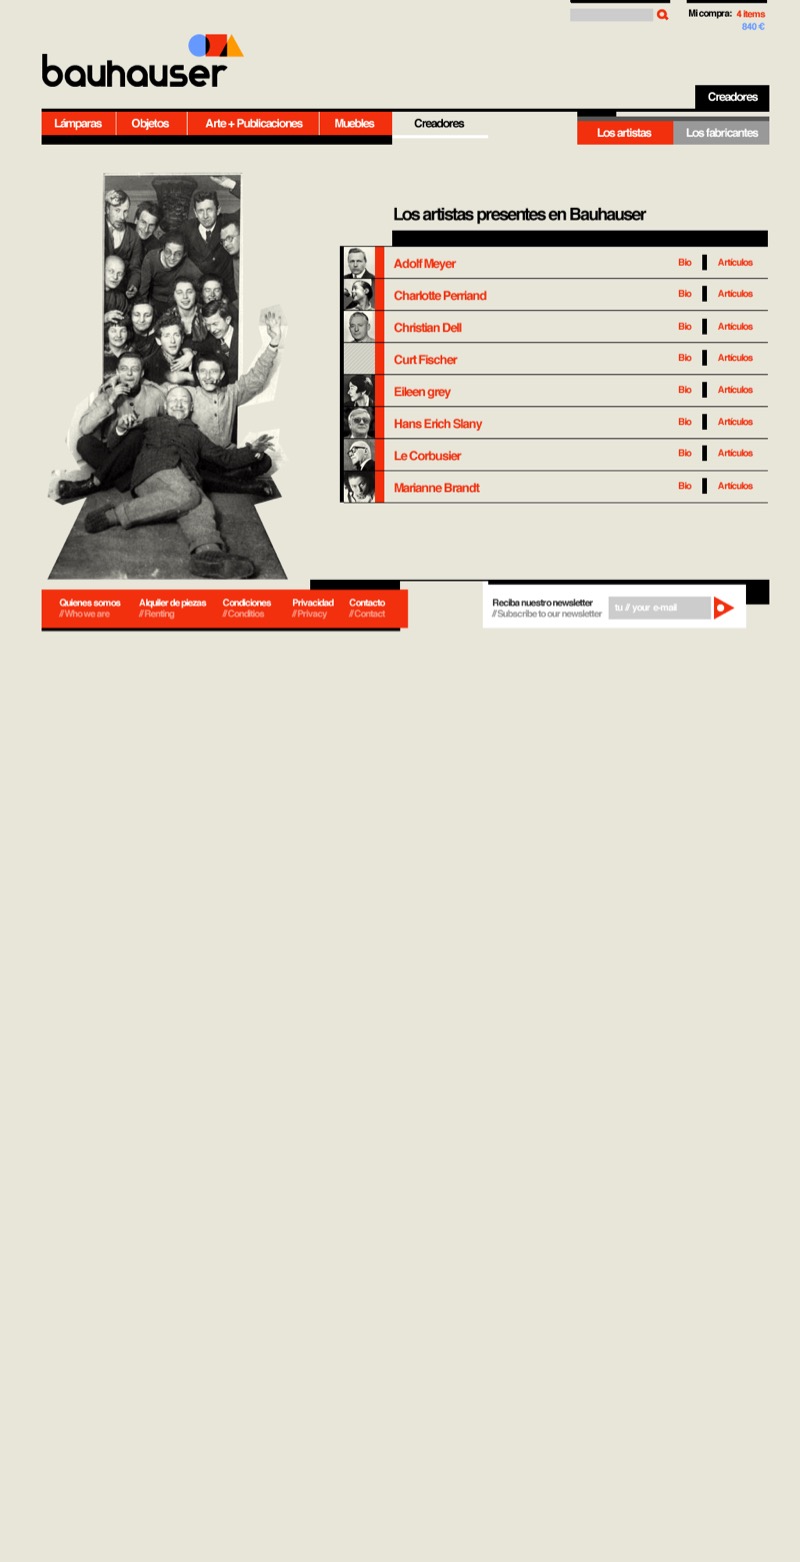 Mi compra: 4 items
840 €
bauhauser
Creadores
Lámparas
Objetos
Arte + Publicaciones
Muebles
Creadores
Los artistas
Los fabricantes
Los artistas presentes en Bauhauser
Adolf Meyer Bio Artículos
Charlotte Perriand Bio Artículos
Christian Dell Bio Artículos
Curt Fischer Bio Artículos
Eileen grey Bio Artículos
Hans Erich Slany Bio Artículos
Le Corbusier Bio Artículos
Marianne Brandt Bio Artículos
Quienes somos
// Who we are
Alquiler de piezas
// Renting
Condiciones
// Conditios
Privacidad
// Privacy
Contacto
// Contact
Reciba nuestro newsletter
// Subscribe to our newsletter
tu // your e-mail